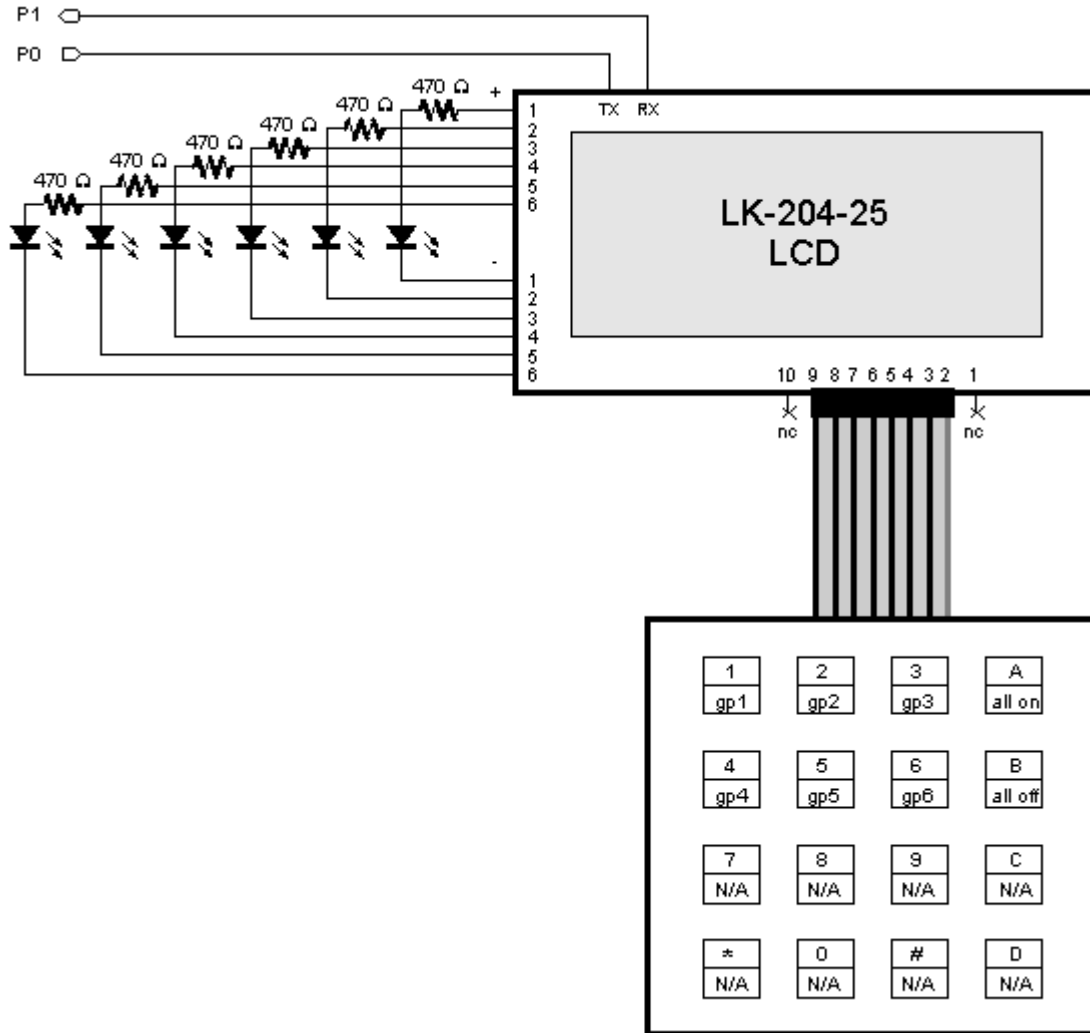 P1
P0
470 Ω
470 Ω
470 Ω
470 Ω
470 Ω
470 Ω
+
1
2
3
4
5
6
TX RX
LK-204-25
LCD
-
1
2
3
4
5
6
10 9 8 7 6 5 4 3 2 1
nc nc
1 2 3 A
gp1 gp2 gp3 all on
4 5 6 B
gp4 gp5 gp6 all off
7 8 9 C
N/A N/A N/A N/A
* 0 # D
N/A N/A N/A N/A